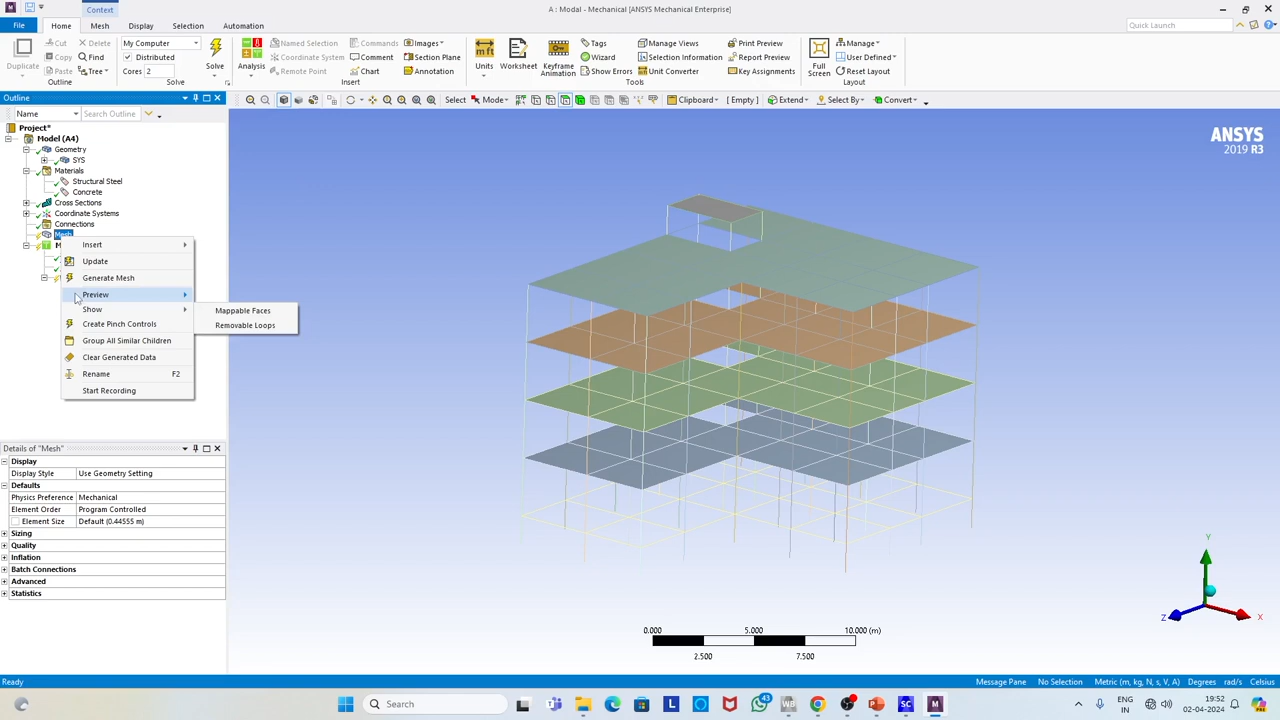 Context
A : Modal - Mechanical [ANSYS Mechanical Enterprise]
File Home Mesh Display Selection Automation
Quick Launch
Duplicate
Cut Delete
Copy Find
Paste Tree
Outline
My Computer
Distributed
Cores 2
Solve
Solve
Analysis
Named Selection
Coordinate System
Remote Point
Commands
Comment
Chart
Images
Section Plane
Annotation
Insert
Units
Worksheet
Keyframe Animation
Tags
Wizard
Show Errors
Manage Views
Selection Information
Unit Converter
Print Preview
Report Preview
Key Assignments
Tools
Full Screen
Manage
User Defined
Reset Layout
Layout
Outline
Select Mode Clipboard [ Empty ] Extend Select By Convert
Name Search Outline
Project*
Model (A4)
Geometry
SYS
Materials
Structural Steel
Concrete
Cross Sections
Coordinate Systems
Connections
Mesh
Insert
Update
Generate Mesh
Preview
Show
Create Pinch Controls
Group All Similar Children
Clear Generated Data
Rename F2
Start Recording
Mappable Faces
Removable Loops
ANSYS
2019 R3
Details of "Mesh"
Display
Display Style Use Geometry Setting
Defaults
Physics Preference Mechanical
Element Order Program Controlled
Element Size Default (0.44555 m)
Sizing
Quality
Inflation
Batch Connections
Advanced
Statistics
0.000 5.000 10.000 (m)
2.500 7.500
Y
Z X
Ready
Message Pane No Selection Metric (m, kg, N, s, V, A) Degrees rad/s Celsius
Search
43
ENG
IN
19:52
02-04-2024